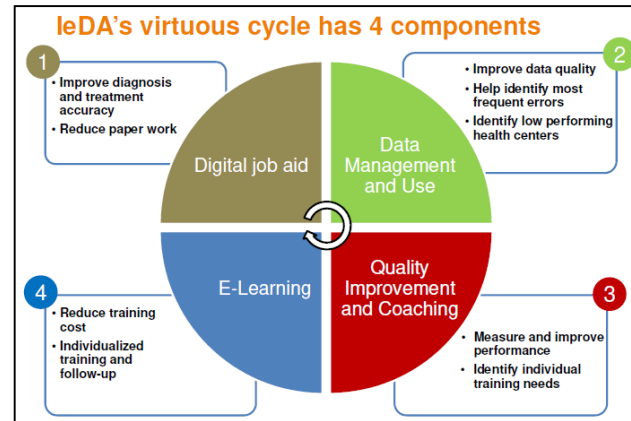 IeDA's virtuous cycle has 4 components
1
• Improve diagnosis
and treatment
accuracy
• Reduce paper work
Digital job aid
2
• Improve data quality
• Help identify most
frequent errors
• Identify low performing
health centers
Data
Management
and Use
4
• Reduce training
cost
• Individualized
training and
follow-up
E-Learning
Quality
Improvement
and Coaching
3
• Measure and improve
performance
• Identify individual
training needs